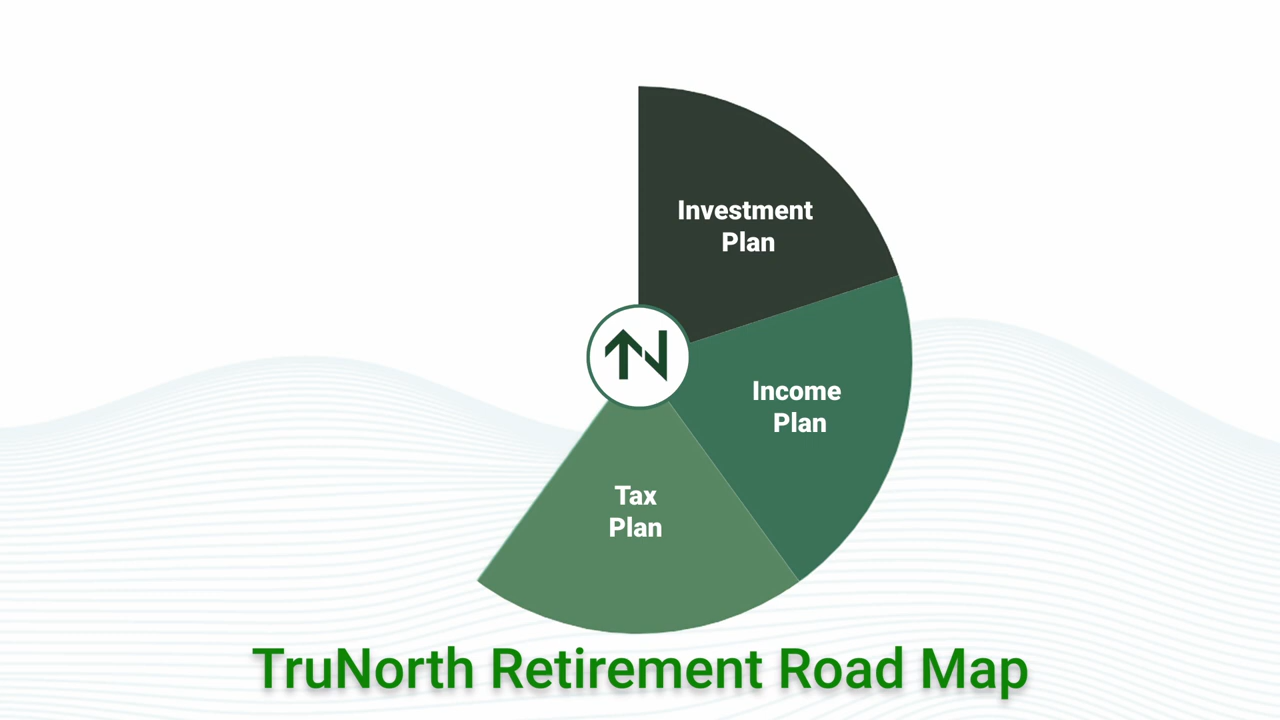 Investment
Plan
Income
Plan
Tax
Plan
TruNorth Retirement Road Map